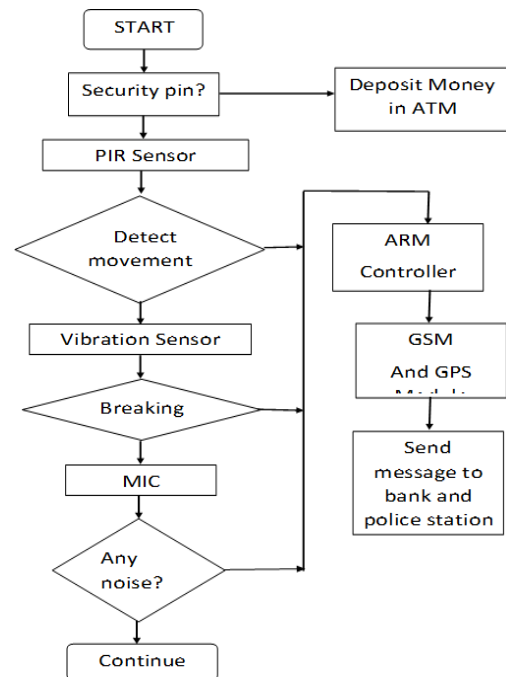 START
Security pin?
Deposit Money
in ATM
PIR Sensor
Detect
movement
ARM
Controller
Vibration Sensor
GSM
And GPS
Breaking
Send
message to
bank and
police station
MIC
Any
noise?
Continue